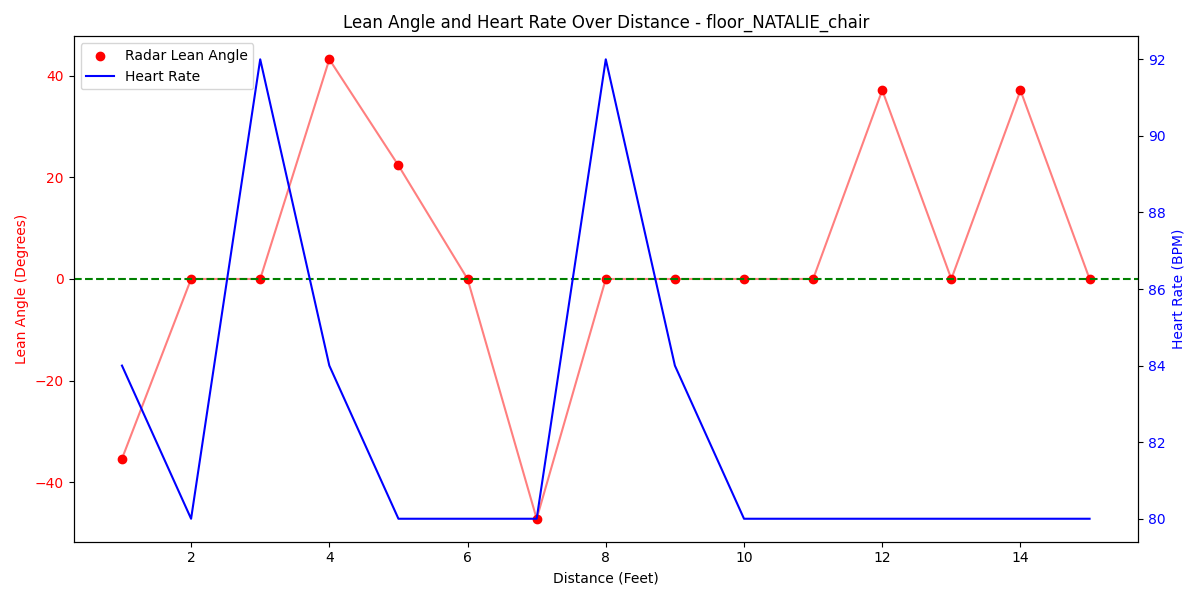 Lean Angle and Heart Rate Over Distance - floor_NATALIE_chair
Radar Lean Angle
Heart Rate
Lean Angle (Degrees)
40
20
0
−20
−40
92
90
88
86
84
82
80
Heart Rate (BPM)
2 4 6 8 10 12 14
Distance (Feet)